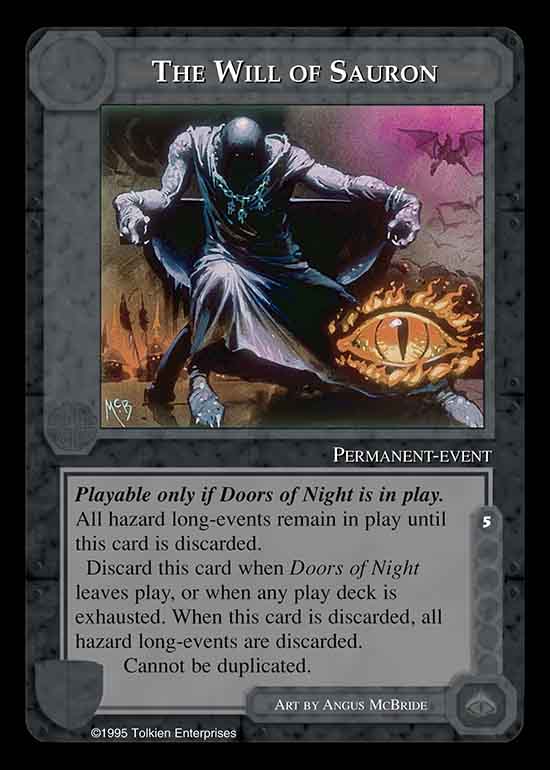 The Will of Sauron
McB
Permanent-event
Playable only if Doors of Night is in play.
All hazard long-events remain in play until
this card is discarded.
Discard this card when Doors of Night
leaves play, or when any play deck is
exhausted. When this card is discarded, all
hazard long-events are discarded.
Cannot be duplicated.
5
Art by Angus McBride
©1995 Tolkien Enterprises